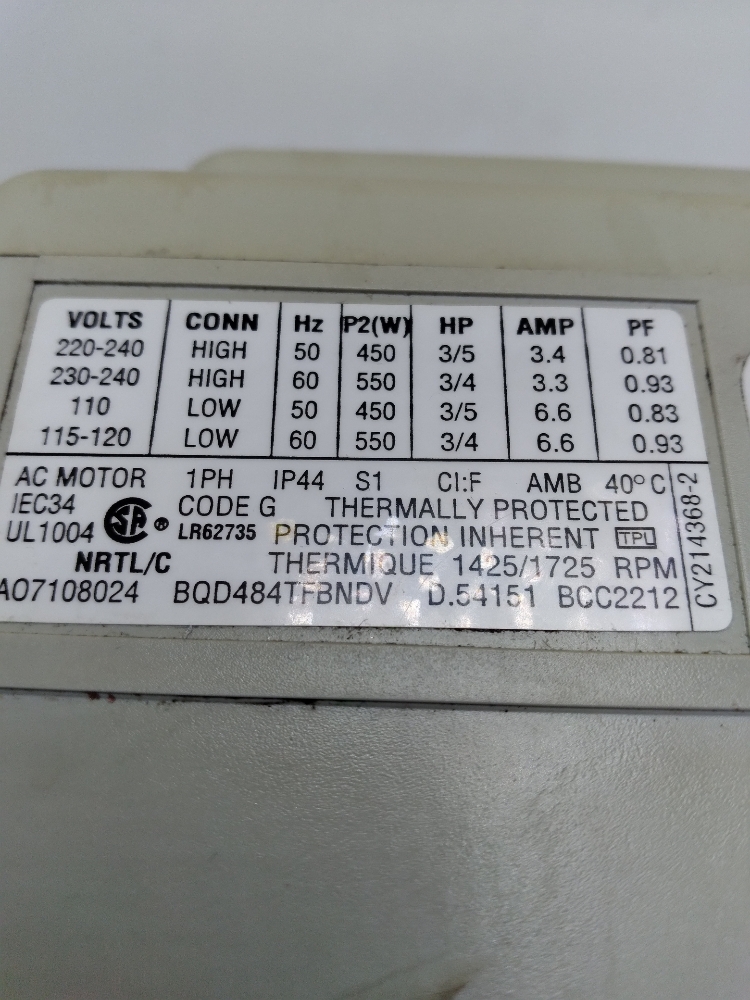 VOLTS CONN Hz P2(W) HP AMP PF
220-240 HIGH 50 450 3/5 3.4 0.81
230-240 HIGH 60 550 3/4 3.3 0.93
110 LOW 50 450 3/5 6.6 0.83
115-120 LOW 60 550 3/4 6.6 0.93
AC MOTOR 1PH IP44 S1 CI:F AMB 40°C
IEC34 CODE G THERMALLY PROTECTED
UL1004 SA ® LR62735 PROTECTION INHERENT TPL
NRTL/C THERMIQUE 1425/1725 RPM
A07108024 BQD484TFBNDV D.54151 BCC2212
CY214368-2